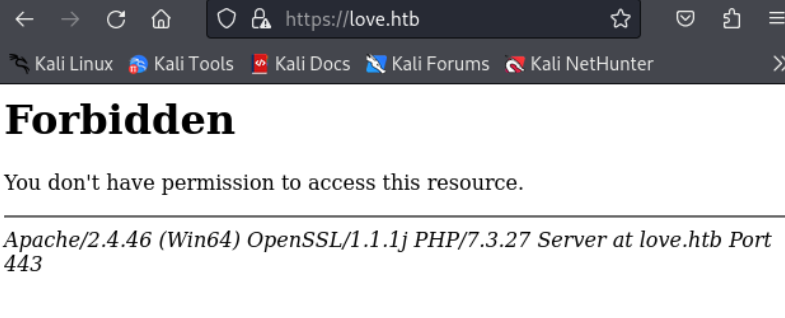 https://love.htb
Kali Linux Kali Tools Kali Docs Kali Forums Kali NetHunter
Forbidden
You don't have permission to access this resource.
Apache/2.4.46 (Win64) OpenSSL/1.1.1j PHP/7.3.27 Server at love.htb Port
443